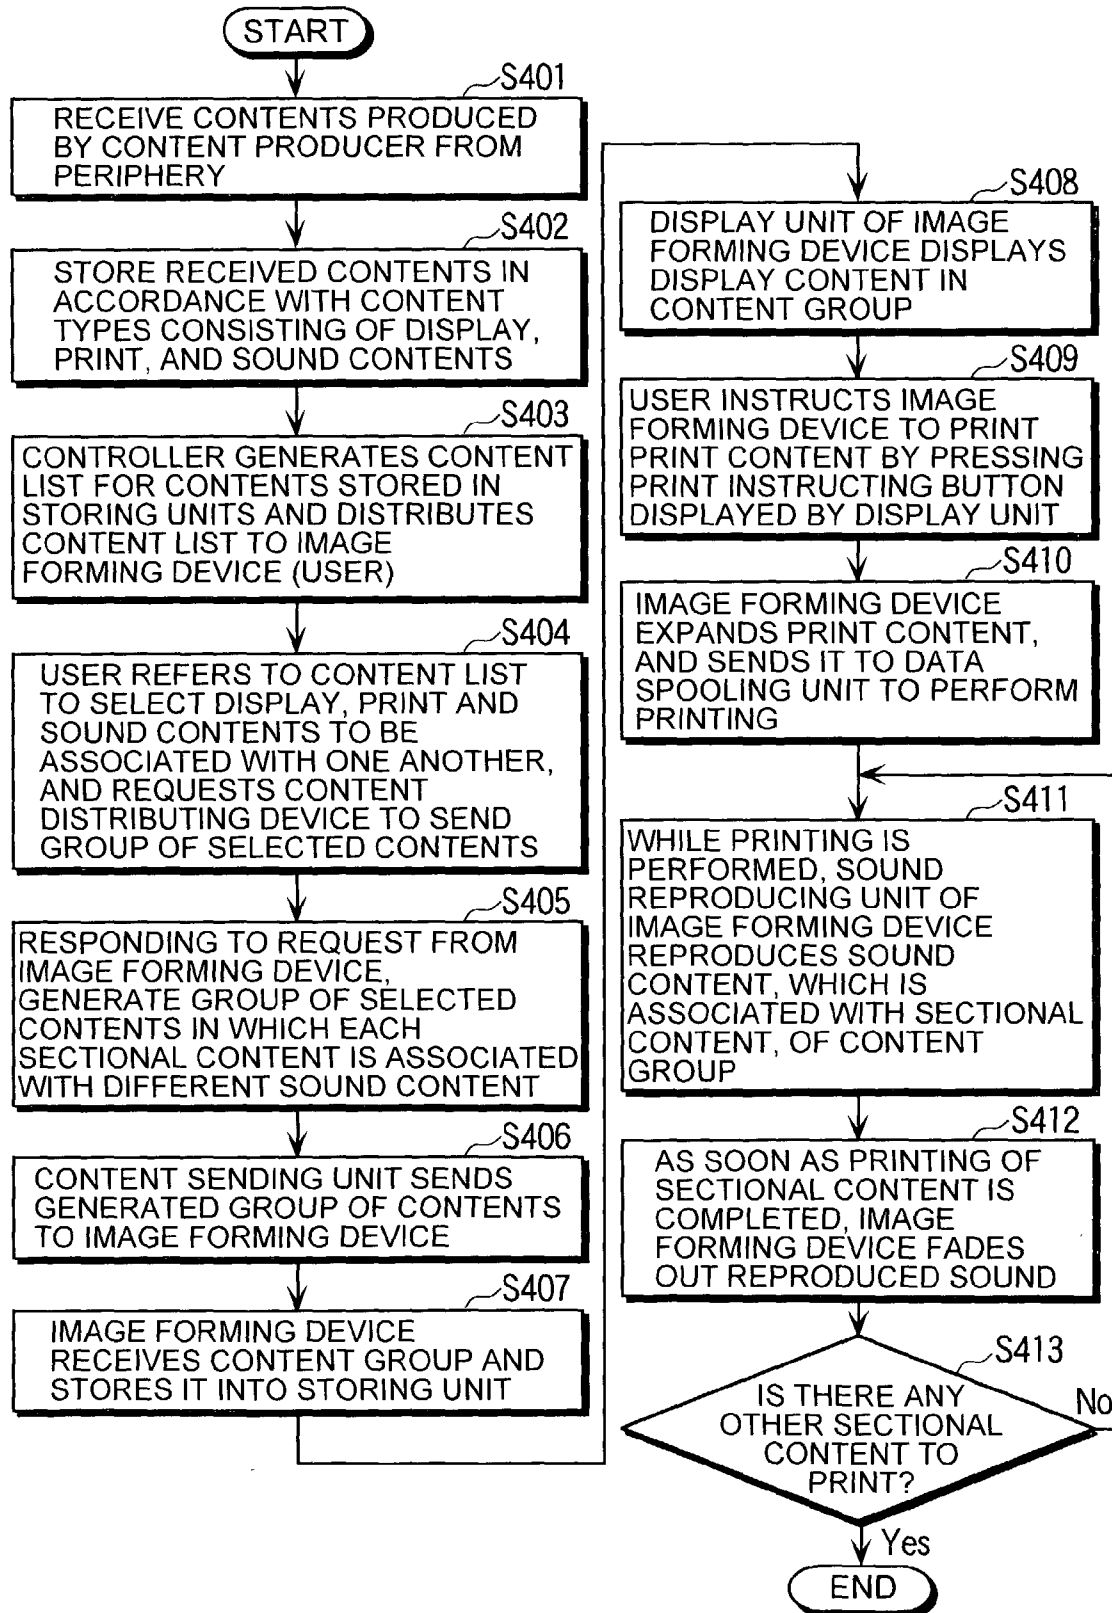 START
S401
RECEIVE CONTENTS PRODUCED
BY CONTENT PRODUCER FROM
PERIPHERY
S402
STORE RECEIVED CONTENTS IN
ACCORDANCE WITH CONTENT
TYPES CONSISTING OF DISPLAY,
PRINT, AND SOUND CONTENTS
S403
CONTROLLER GENERATES CONTENT
LIST FOR CONTENTS STORED IN
STORING UNITS AND DISTRIBUTES
CONTENT LIST TO IMAGE
FORMING DEVICE (USER)
S404
USER REFERS TO CONTENT LIST
TO SELECT DISPLAY, PRINT AND
SOUND CONTENTS TO BE
ASSOCIATED WITH ONE ANOTHER,
AND REQUESTS CONTENT
DISTRIBUTING DEVICE TO SEND
GROUP OF SELECTED CONTENTS
S405
RESPONDING TO REQUEST FROM
IMAGE FORMING DEVICE,
GENERATE GROUP OF SELECTED
CONTENTS IN WHICH EACH
SECTIONAL CONTENT IS ASSOCIATED
WITH DIFFERENT SOUND CONTENT
S406
CONTENT SENDING UNIT SENDS
GENERATED GROUP OF CONTENTS
TO IMAGE FORMING DEVICE
S407
IMAGE FORMING DEVICE
RECEIVES CONTENT GROUP AND
STORES IT INTO STORING UNIT
S408
DISPLAY UNIT OF IMAGE
FORMING DEVICE DISPLAYS
DISPLAY CONTENT IN
CONTENT GROUP
S409
USER INSTRUCTS IMAGE
FORMING DEVICE TO PRINT
PRINT CONTENT BY PRESSING
PRINT INSTRUCTING BUTTON
DISPLAYED BY DISPLAY UNIT
S410
IMAGE FORMING DEVICE
EXPANDS PRINT CONTENT,
AND SENDS IT TO DATA
SPOOLING UNIT TO PERFORM
PRINTING
S411
WHILE PRINTING IS
PERFORMED, SOUND
REPRODUCING UNIT OF
IMAGE FORMING DEVICE
REPRODUCES SOUND
CONTENT, WHICH IS
ASSOCIATED WITH SECTIONAL
CONTENT, OF CONTENT
GROUP
S412
AS SOON AS PRINTING OF
SECTIONAL CONTENT IS
COMPLETED, IMAGE
FORMING DEVICE FADES
OUT REPRODUCED SOUND
S413
IS THERE ANY
OTHER SECTIONAL
CONTENT TO
PRINT?
No
Yes
END